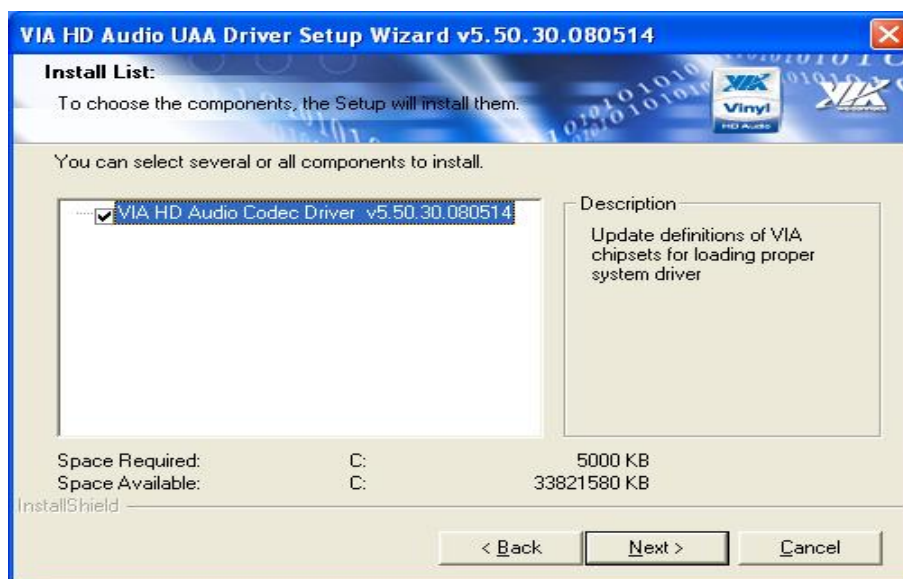 VIA HD Audio UAA Driver Setup Wizard v5.50.30.080514
Install List:
To choose the components, the Setup will install them.
VIA
Vinyl
HD Audio
VIA
You can select several or all components to install.
VIA HD Audio Codec Driver v5.50.30.080514
Description
Update definitions of VIA
chipsets for loading proper
system driver
Space Required: C: 5000 KB
Space Available: C: 33821580 KB
InstallShield
< Back Next > Cancel